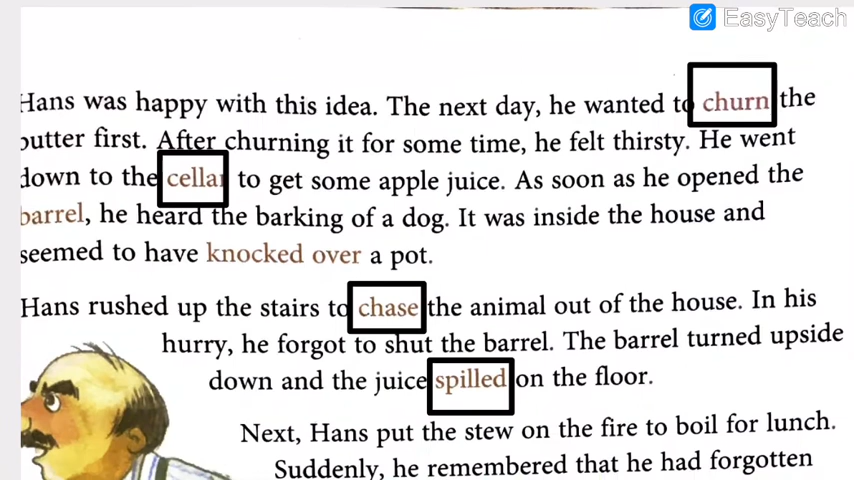 EasyTeach
Hans was happy with this idea. The next day, he wanted to churn the
butter first. After churning it for some time, he felt thirsty. He went
down to the cellar to get some apple juice. As soon as he opened the
barrel, he heard the barking of a dog. It was inside the house and
seemed to have knocked over a pot.
Hans rushed up the stairs to chase the animal out of the house. In his
hurry, he forgot to shut the barrel. The barrel turned upside
down and the juice spilled on the floor.
Next, Hans put the stew on the fire to boil for lunch.
Suddenly, he remembered that he had forgotten